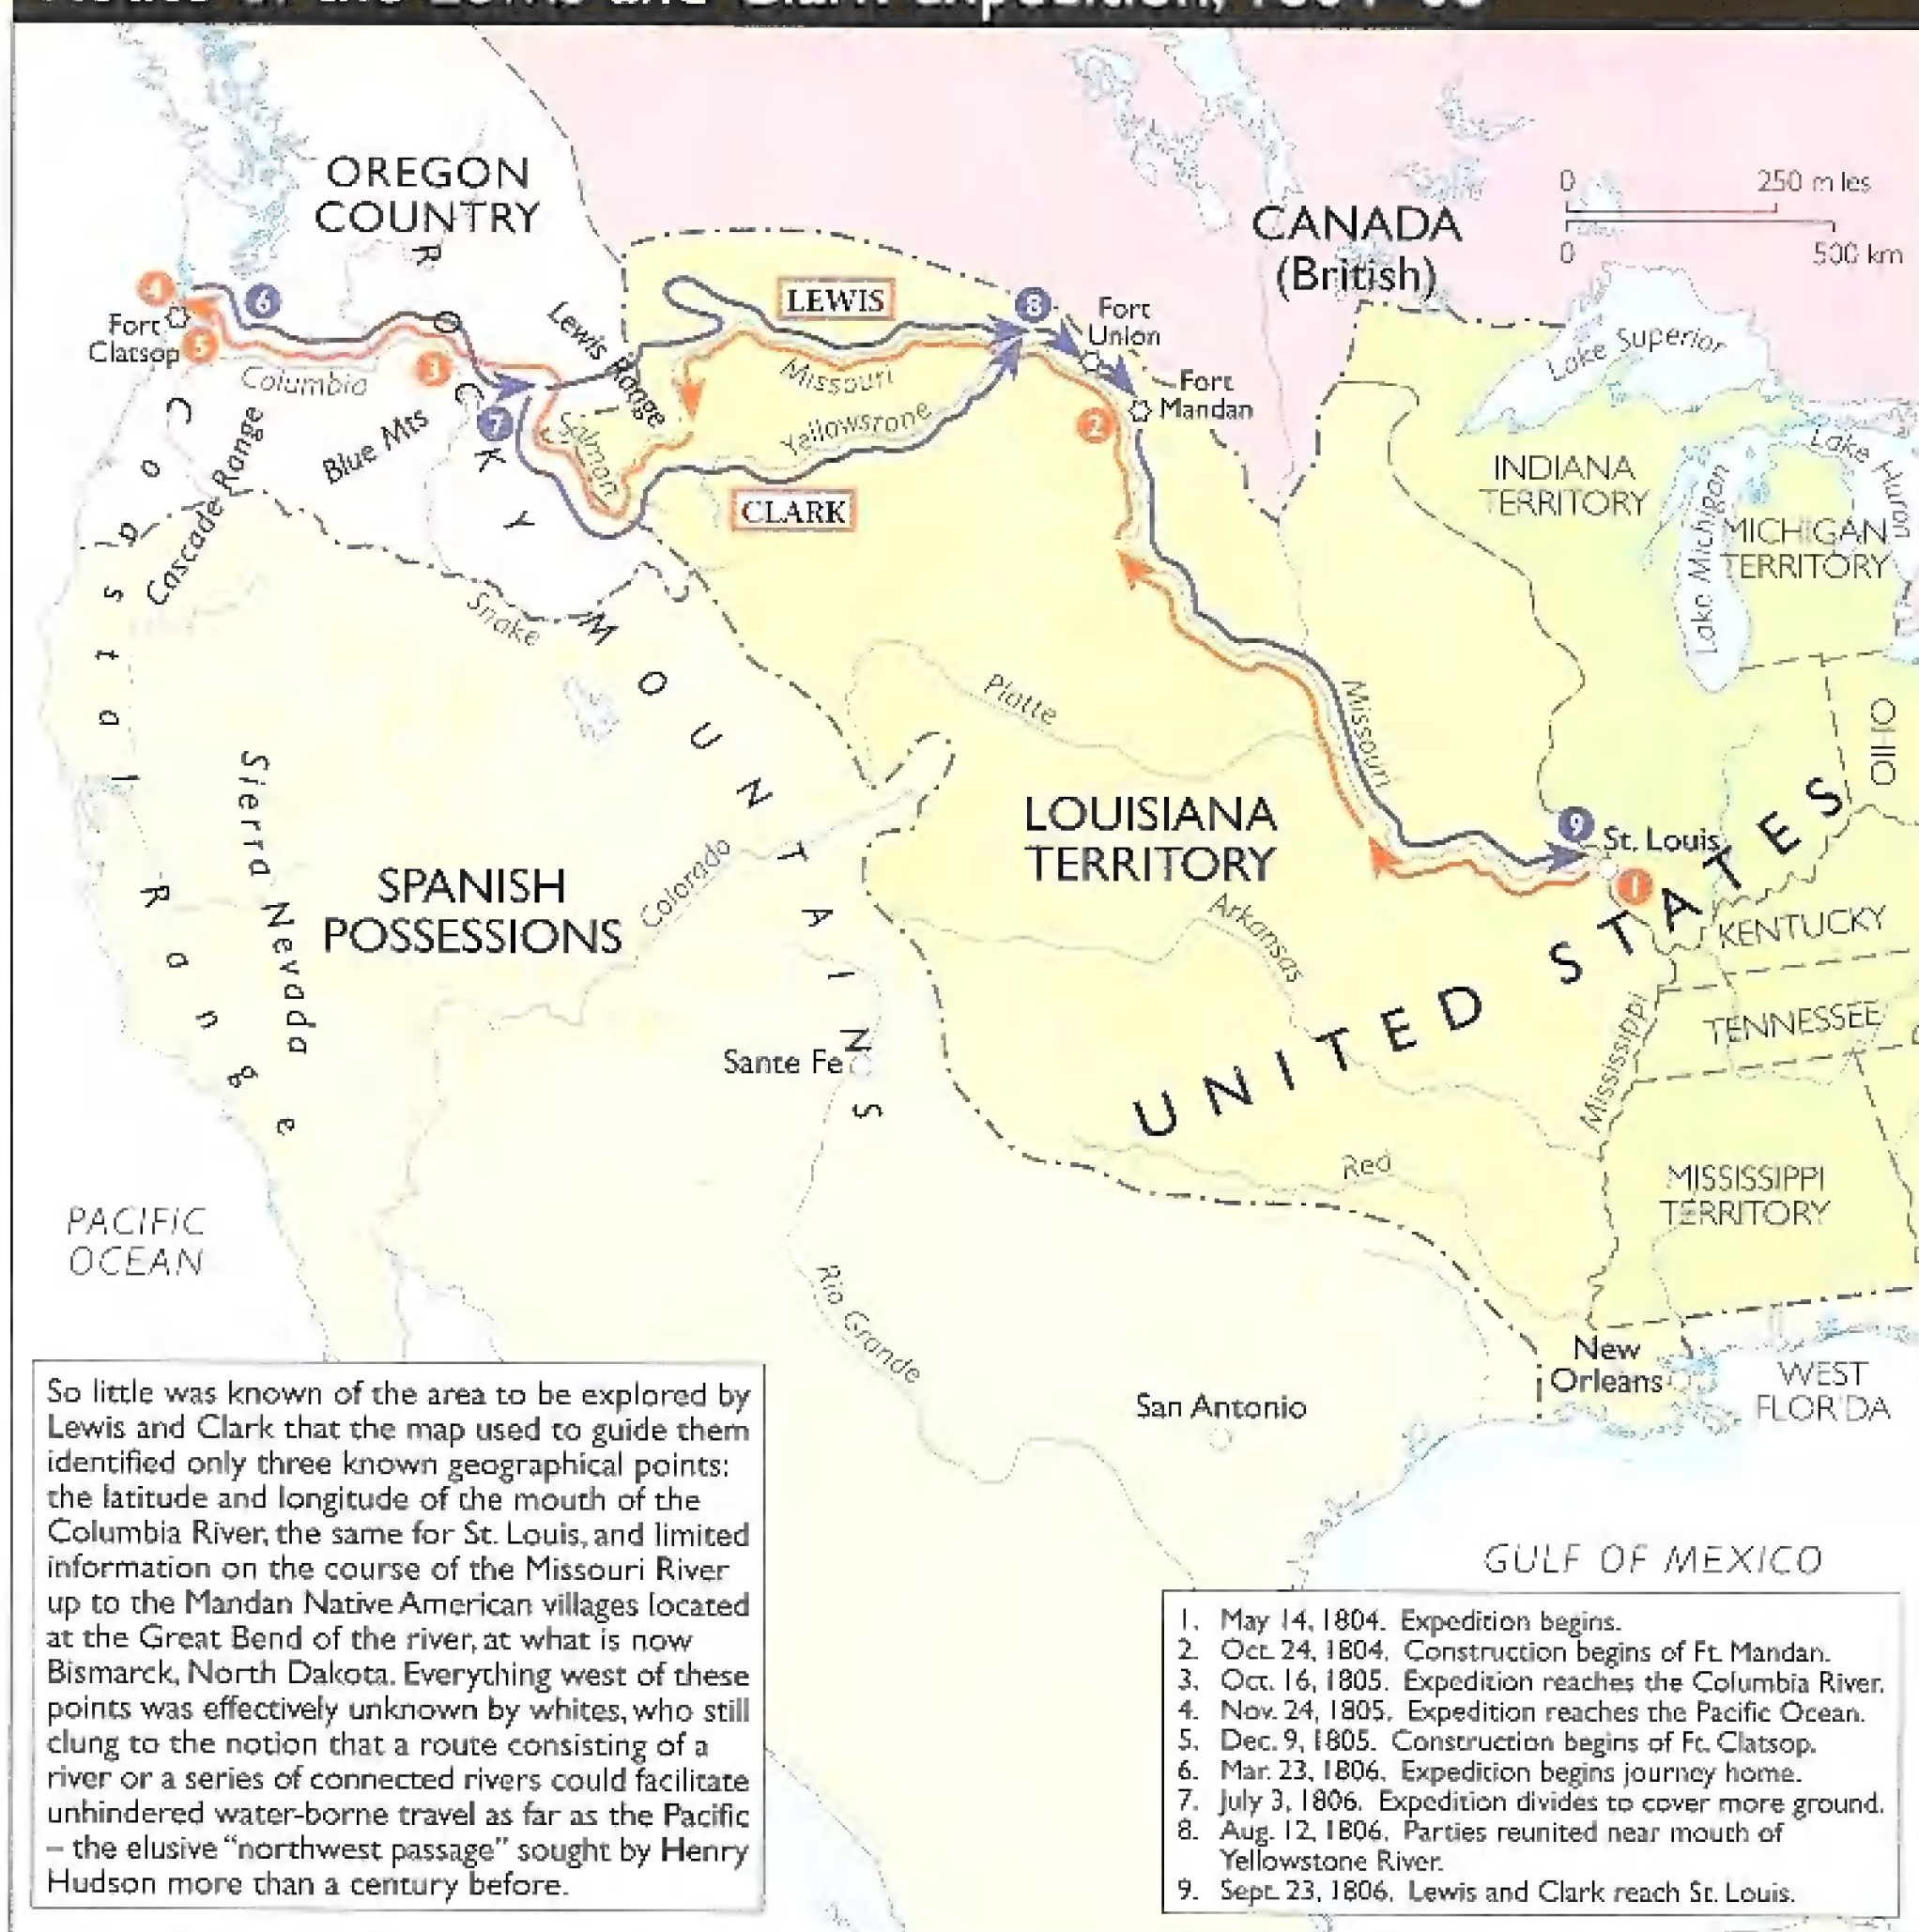 OREGON
COUNTRY
CANADA
(British)
0 250 miles
0 500 km
LEWIS
CLARK
4
6
Fort
Clatsop
5
3
7
8
2
9
1
Columbia
Lewis Range
Missouri
Yellowstone
Salmon
Fort
Union
Fort
Mandan
Lake Superior
Lake Huron
Lake Michigan
INDIANA
TERRITORY
MICHIGAN
TERRITORY
OHIO
Blue Mts
Cascade Range
Coastal Range
ROCKY MOUNTAINS
Snake
Sierra Nevada
SPANISH
POSSESSIONS
Colorado
Platte
Missouri
LOUISIANA
TERRITORY
St. Louis
UNITED STATES
Arkansas
KENTUCKY
TENNESSEE
Mississippi
Sante Fe
Red
MISSISSIPPI
TERRITORY
PACIFIC
OCEAN
Rio Grande
San Antonio
New
Orleans
WEST
FLORIDA
GULF OF MEXICO
So little was known of the area to be explored by
Lewis and Clark that the map used to guide them
identified only three known geographical points:
the latitude and longitude of the mouth of the
Columbia River, the same for St. Louis, and limited
information on the course of the Missouri River
up to the Mandan Native American villages located
at the Great Bend of the river, at what is now
Bismarck, North Dakota. Everything west of these
points was effectively unknown by whites, who still
clung to the notion that a route consisting of a
river or a series of connected rivers could facilitate
unhindered water-borne travel as far as the Pacific
– the elusive “northwest passage” sought by Henry
Hudson more than a century before.
1. May 14, 1804. Expedition begins.
2. Oct. 24, 1804. Construction begins of Ft. Mandan.
3. Oct. 16, 1805. Expedition reaches the Columbia River.
4. Nov. 24, 1805. Expedition reaches the Pacific Ocean.
5. Dec. 9, 1805. Construction begins of Ft. Clatsop.
6. Mar. 23, 1806. Expedition begins journey home.
7. July 3, 1806. Expedition divides to cover more ground.
8. Aug. 12, 1806. Parties reunited near mouth of
Yellowstone River.
9. Sept. 23, 1806. Lewis and Clark reach St. Louis.